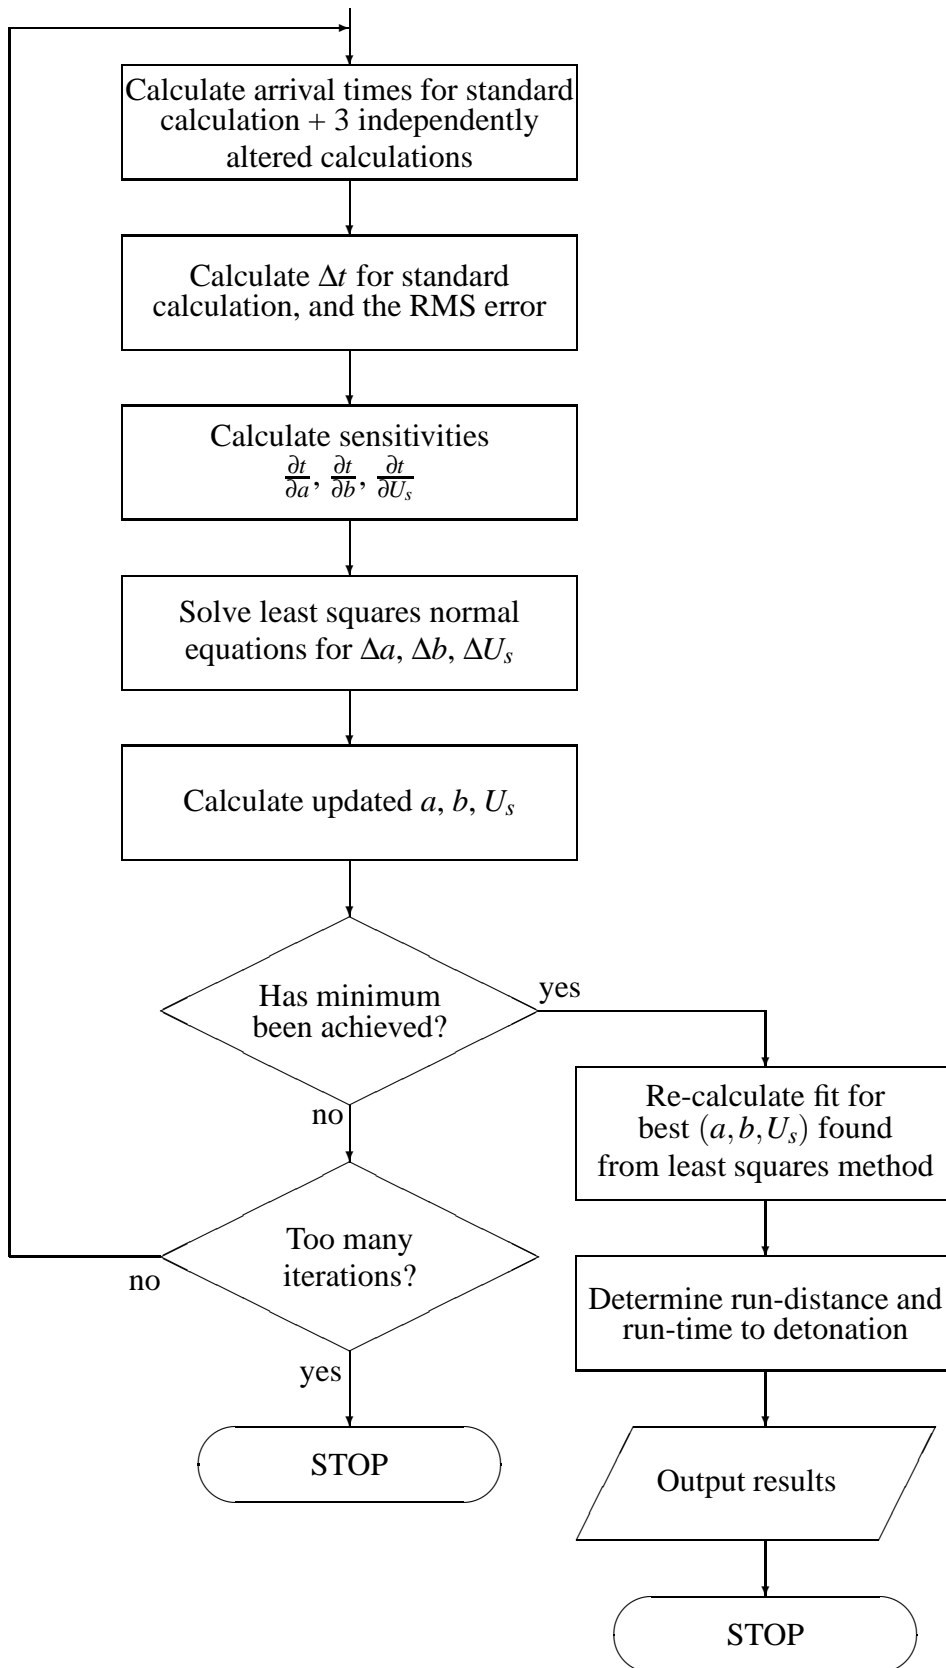 Calculate arrival times for standard
calculation + 3 independently
altered calculations
Calculate Δt for standard
calculation, and the RMS error
Calculate sensitivities
∂t/∂a, ∂t/∂b, ∂t/∂U_s
Solve least squares normal
equations for Δa, Δb, ΔU_s
Calculate updated a, b, U_s
Has minimum
been achieved?
yes
no
Re-calculate fit for
best (a, b, U_s) found
from least squares method
Too many
iterations?
no
yes
Determine run-distance and
run-time to detonation
STOP
Output results
STOP